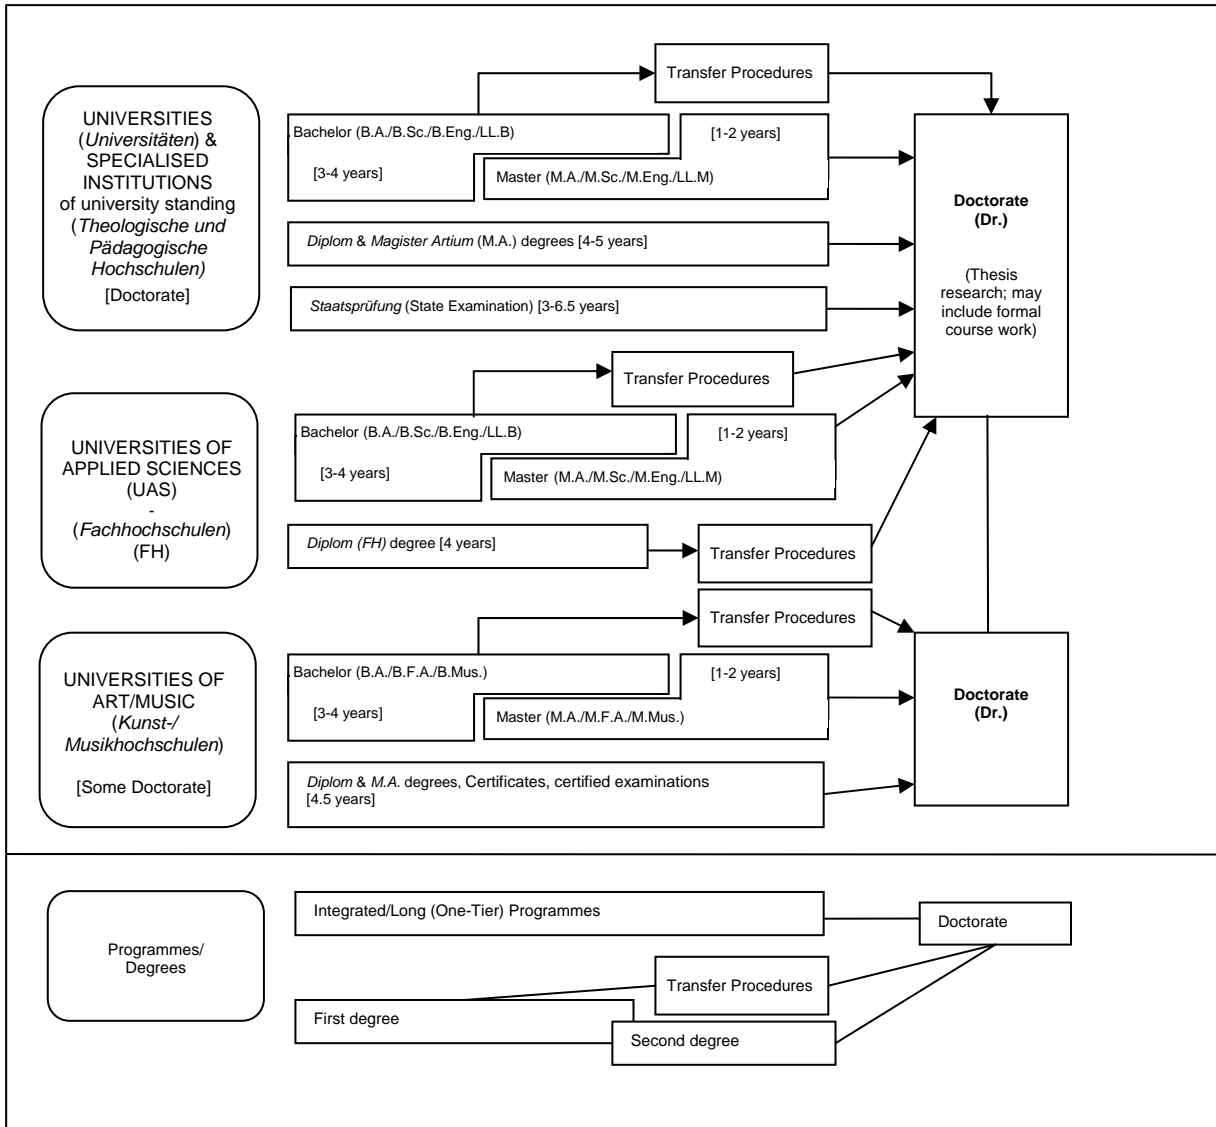 Transfer Procedures
UNIVERSITIES
(Universitäten) &
SPECIALISED
INSTITUTIONS
of university standing
(Theologische und
Pädagogische
Hochschulen)
[Doctorate]
. Bachelor (B.A./B.Sc./B.Eng./LL.B)
[3-4 years]
[1-2 years]
Master (M.A./M.Sc./M.Eng./LL.M)
Diplom & Magister Artium (M.A.) degrees [4-5 years]
Staatsprüfung (State Examination) [3-6.5 years]
Doctorate
(Dr.)
(Thesis
research; may
include formal
course work)
UNIVERSITIES OF
APPLIED SCIENCES
(UAS)
-
(Fachhochschulen)
(FH)
Transfer Procedures
. Bachelor (B.A./B.Sc./B.Eng./LL.B)
[3-4 years]
[1-2 years]
Master (M.A./M.Sc./M.Eng./LL.M)
Diplom (FH) degree [4 years]
Transfer Procedures
UNIVERSITIES OF
ART/MUSIC
(Kunst-/
Musikhochschulen)
[Some Doctorate]
Transfer Procedures
. Bachelor (B.A./B.F.A./B.Mus.)
[3-4 years]
[1-2 years]
Master (M.A./M.F.A./M.Mus.)
Diplom & M.A. degrees, Certificates, certified examinations
[4.5 years]
Doctorate
(Dr.)
Programmes/
Degrees
Integrated/Long (One-Tier) Programmes
Doctorate
Transfer Procedures
First degree
Second degree